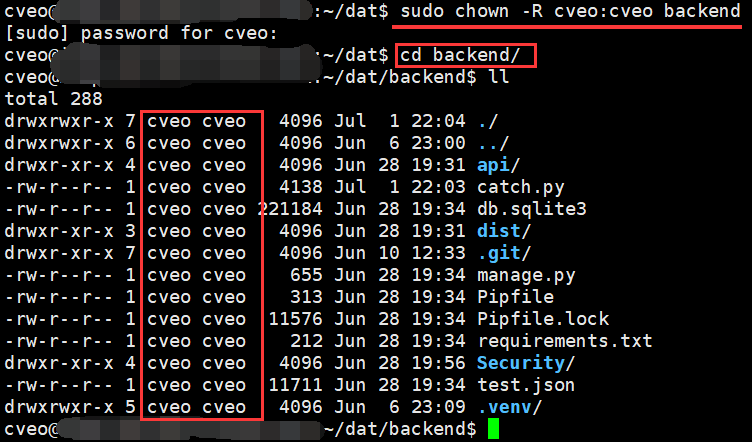 cveo@ :~/dat$ sudo chown -R cveo:cveo backend
[sudo] password for cveo:
cveo@ :~/dat$ cd backend/
cveo@ :~/dat/backend$ ll
total 288
drwxrwxr-x 7 cveo cveo   4096 Jul  1 22:04 ./
drwxrwxr-x 6 cveo cveo   4096 Jun  6 23:00 ../
drwxr-xr-x 4 cveo cveo   4096 Jun 28 19:31 api/
-rw-r--r-- 1 cveo cveo   4138 Jul  1 22:03 catch.py
-rw-r--r-- 1 cveo cveo 221184 Jun 28 19:34 db.sqlite3
drwxr-xr-x 3 cveo cveo   4096 Jun 28 19:31 dist/
drwxr-xr-x 7 cveo cveo   4096 Jun 10 12:33 .git/
-rw-r--r-- 1 cveo cveo    655 Jun 28 19:34 manage.py
-rw-r--r-- 1 cveo cveo    313 Jun 28 19:34 Pipfile
-rw-r--r-- 1 cveo cveo  11576 Jun 28 19:34 Pipfile.lock
-rw-r--r-- 1 cveo cveo    212 Jun 28 19:34 requirements.txt
drwxr-xr-x 4 cveo cveo   4096 Jun 28 19:56 Security/
-rw-r--r-- 1 cveo cveo  11711 Jun 28 19:34 test.json
drwxrwxr-x 5 cveo cveo   4096 Jun  6 23:09 .venv/
cveo@ :~/dat/backend$